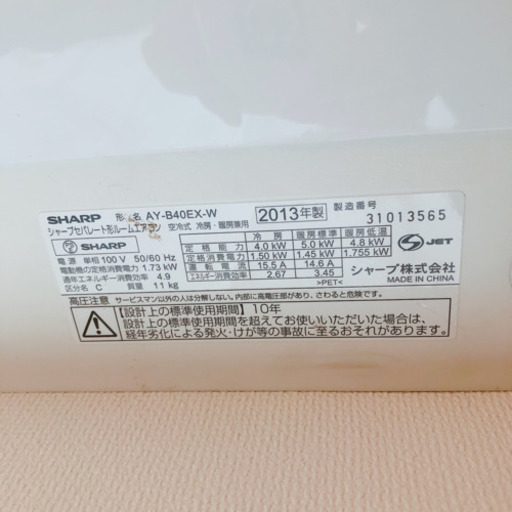 SHARP 形名 AY-B40EX-W 2013年製 製造番号
シャープセパレート形ルームエアコン 空冷式 冷房・暖房兼用 31013565
SHARP
電源 単相100V 50/60 Hz
電動機の定格消費電力 1.73 kW
通年エネルギー消費効率 4.9
区分名 C 質量 11 kg
冷房 暖房標準 暖房低温
定格能力 4.0 kW 5.0 kW 4.8 kW
定格消費電力 1.50 kW 1.45 kW 1.755 kW
運転電流 15.5 A 14.6 A
エネルギー消費効率 2.67 3.45
>PET<
S JET
シャープ株式会社
MADE IN CHINA
高圧注意 サービスマン以外の人は分解しない。内部に高電圧部があり、さわると危険。
【設計上の標準使用期間】10年
設計上の標準使用期間を超えてお使いいただいた場合は、
経年劣化による発火・けが等の事故に至るおそれがあります。